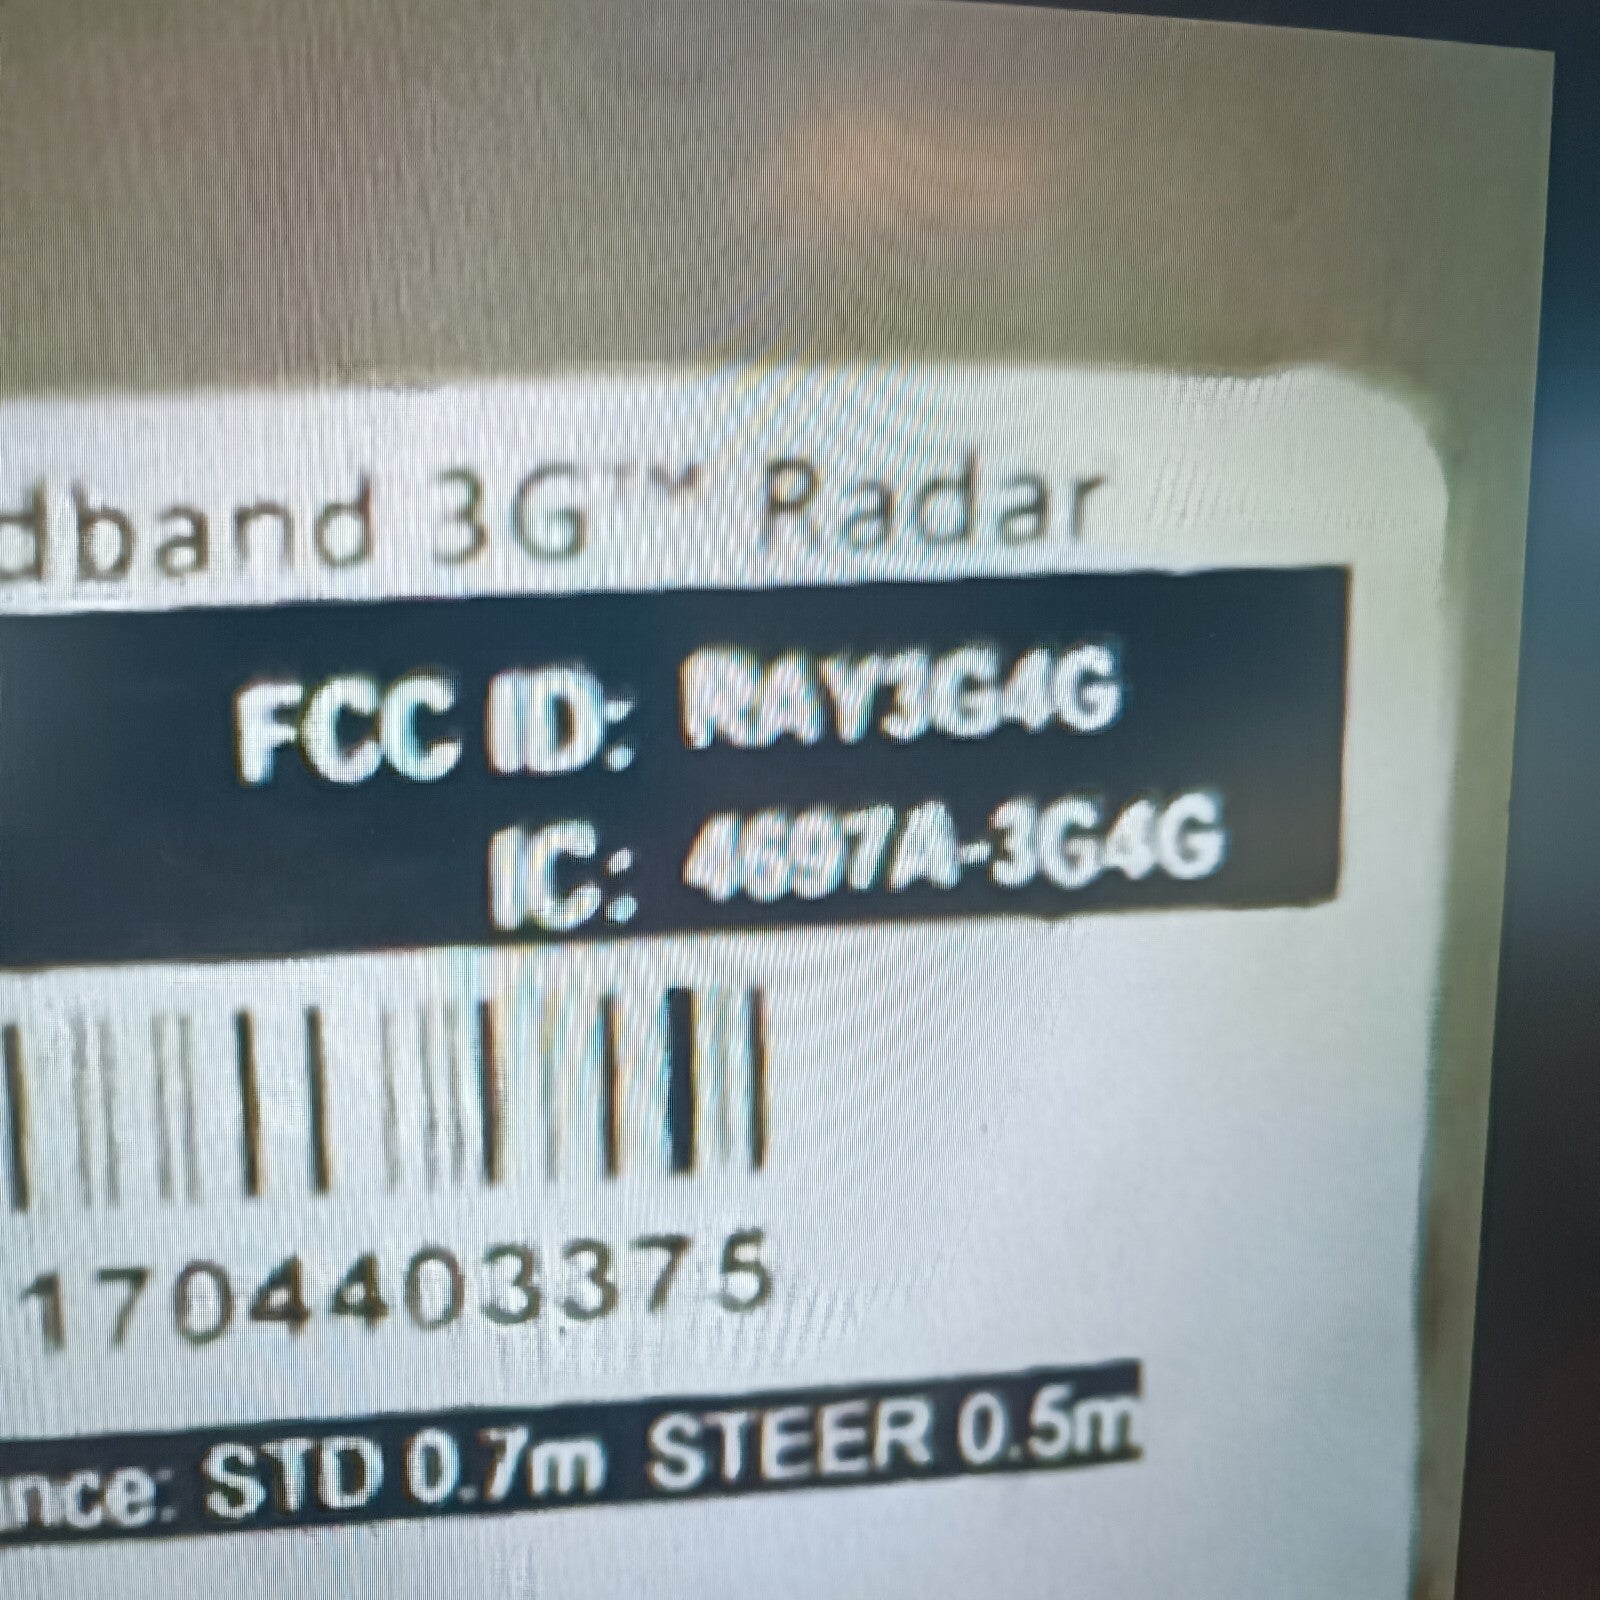 dband 3G™ Radar
FCC ID: RAY3G4G
IC: 4697A-3G4G
1704403375
nce: STD 0.7m STEER 0.5m